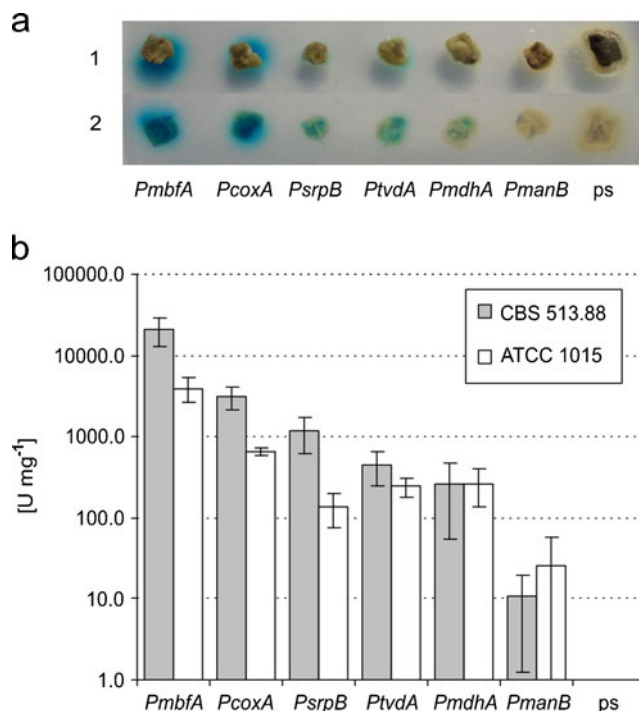 a
1
2
PmbfA PcoxA PsrpB PtvdA PmdhA PmanB ps
b
100000.0
10000.0
1000.0
100.0
10.0
1.0
[U mg-1]
CBS 513.88
ATCC 1015
PmbfA PcoxA PsrpB PtvdA PmdhA PmanB ps